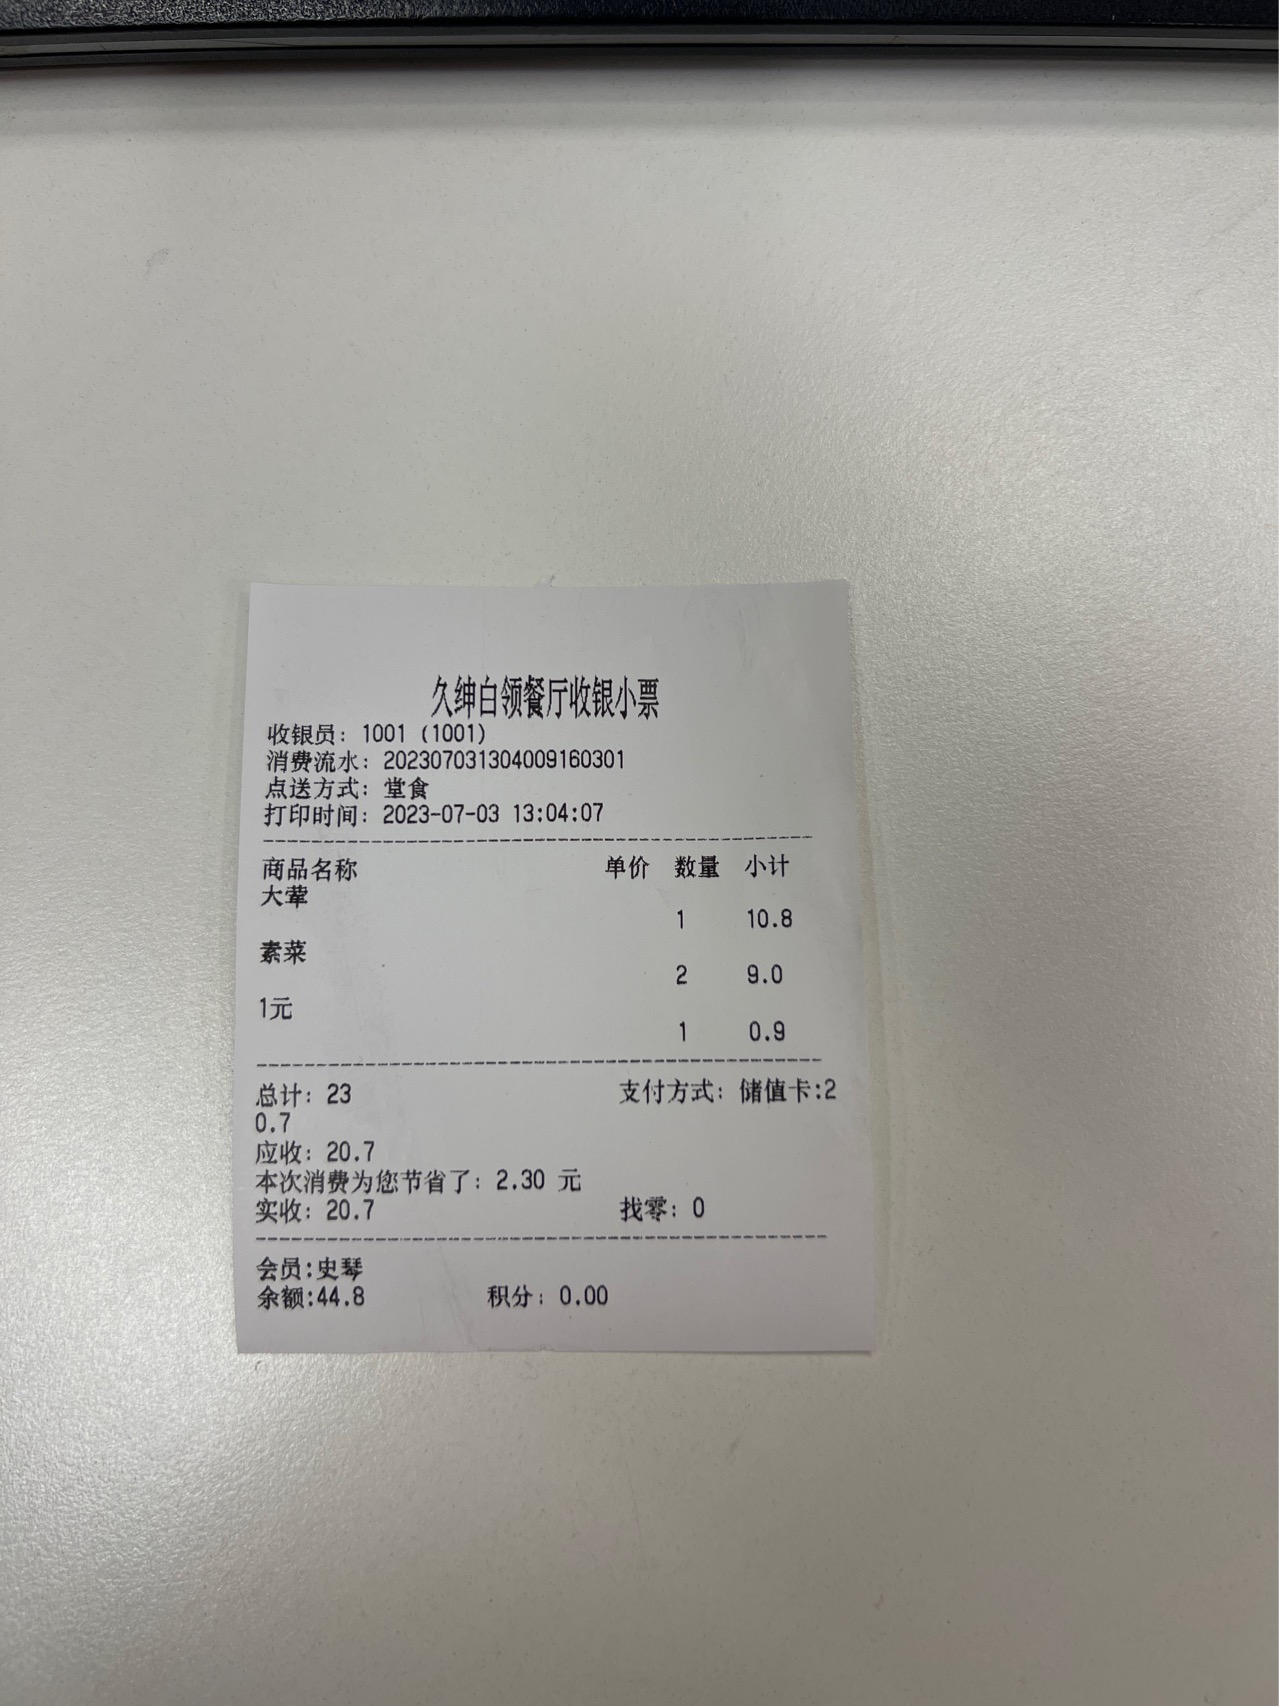 久绅白领餐厅收银小票
收银员: 1001 (1001)
消费流水: 202307031304009160301
点送方式: 堂食
打印时间: 2023-07-03 13:04:07
商品名称 单价 数量 小计
大荤
1 10.8
素菜
2 9.0
1元
1 0.9
总计: 23 支付方式: 储值卡:2
0.7
应收: 20.7
本次消费为您节省了: 2.30 元
实收: 20.7 找零: 0
会员:史琴
余额:44.8 积分: 0.00